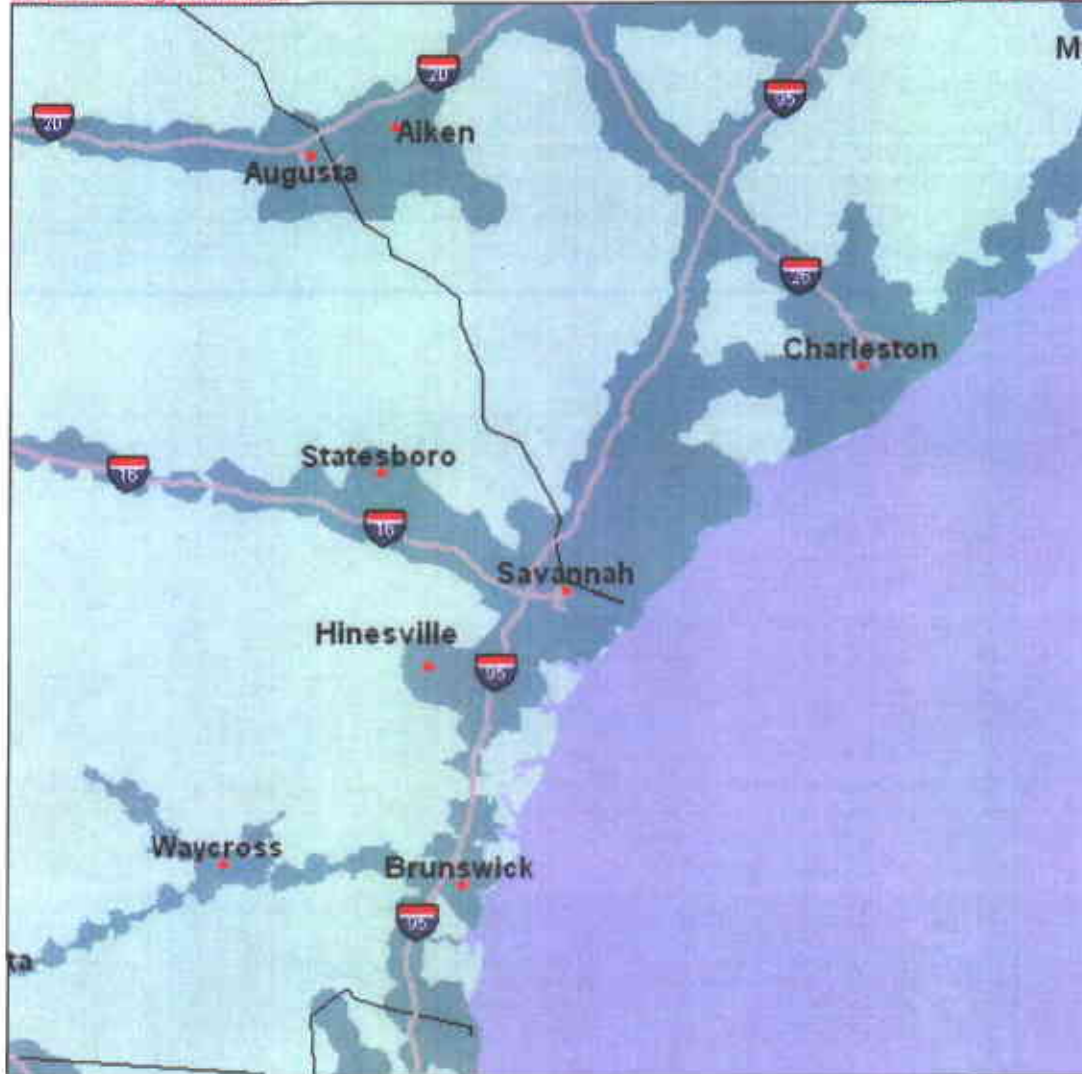 M
20
20
95
Aiken
Augusta
26
Charleston
Statesboro
16
16
Savannah
Hinesville
95
Waycross
Brunswick
95
ta